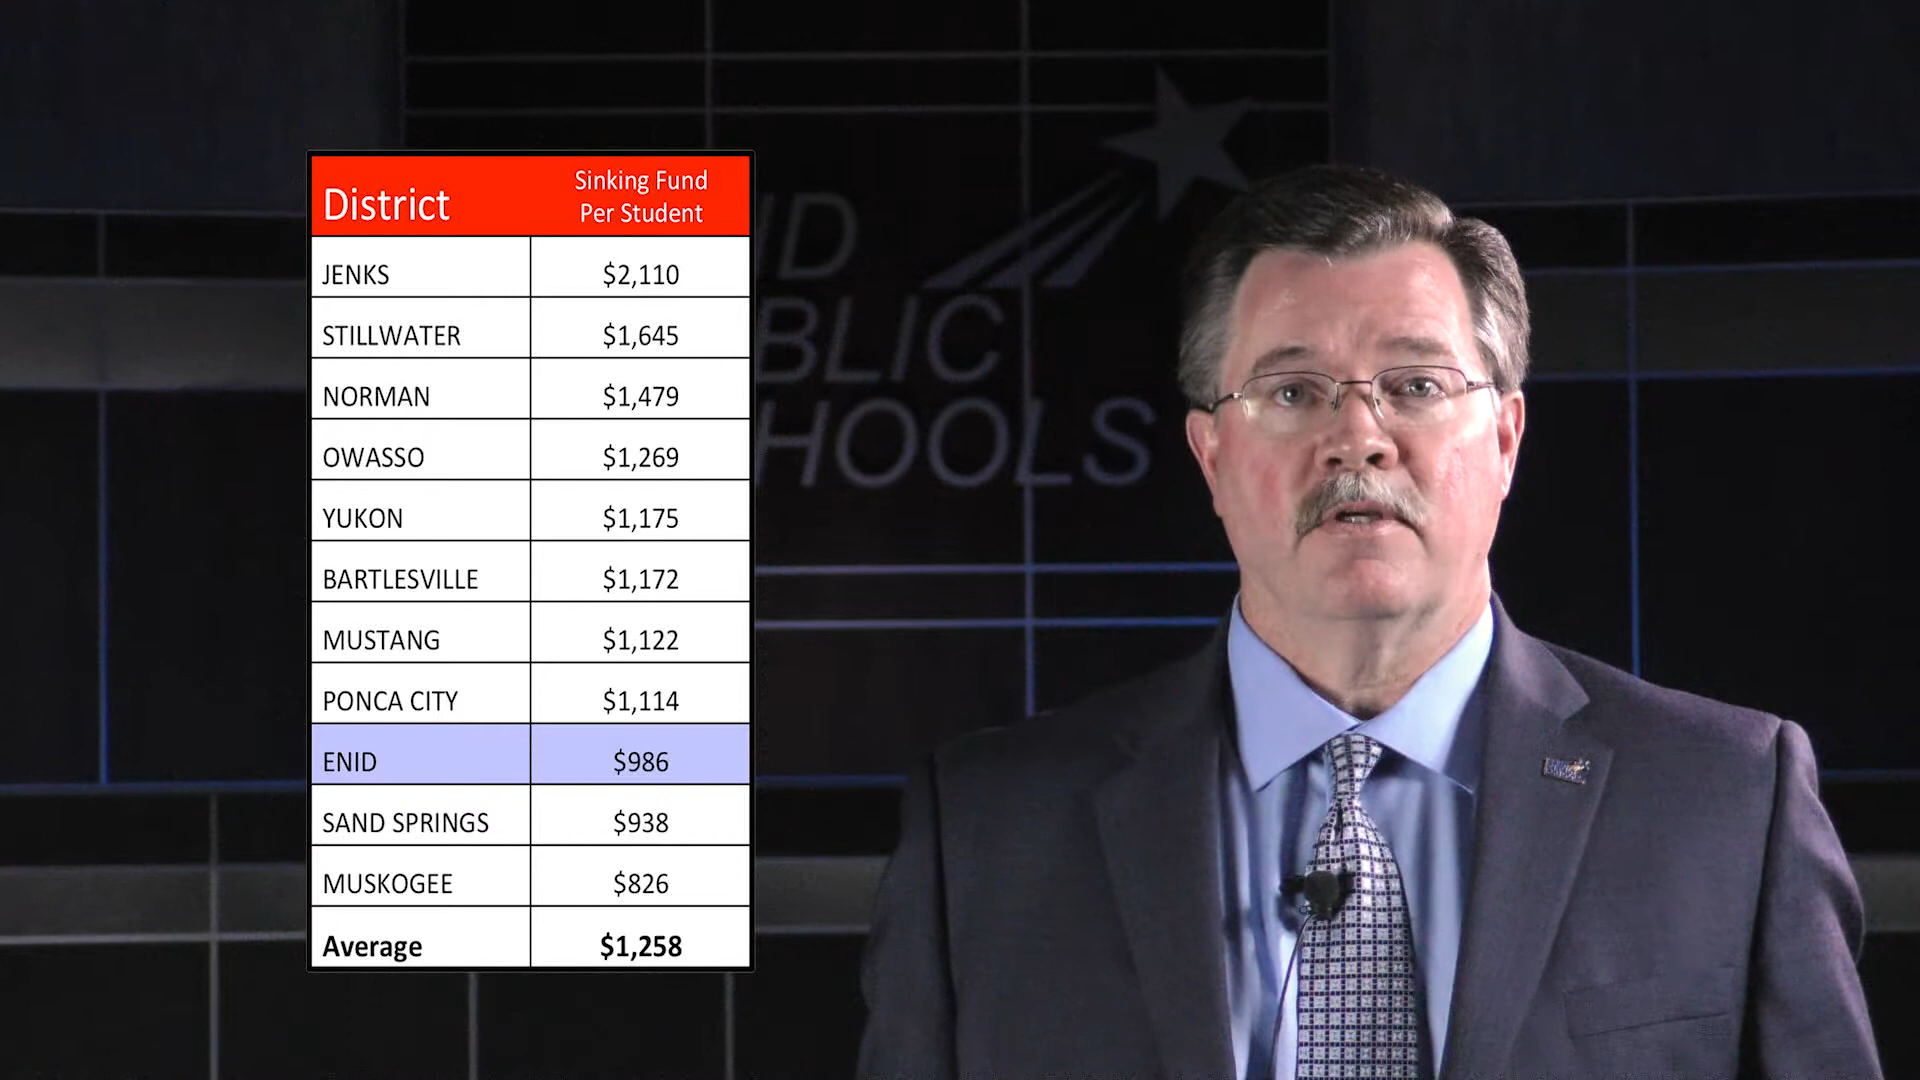 District
Sinking Fund
Per Student
JENKS $2,110
STILLWATER $1,645
NORMAN $1,479
OWASSO $1,269
YUKON $1,175
BARTLESVILLE $1,172
MUSTANG $1,122
PONCA CITY $1,114
ENID $986
SAND SPRINGS $938
MUSKOGEE $826
Average $1,258
ID
BLIC
HOOLS